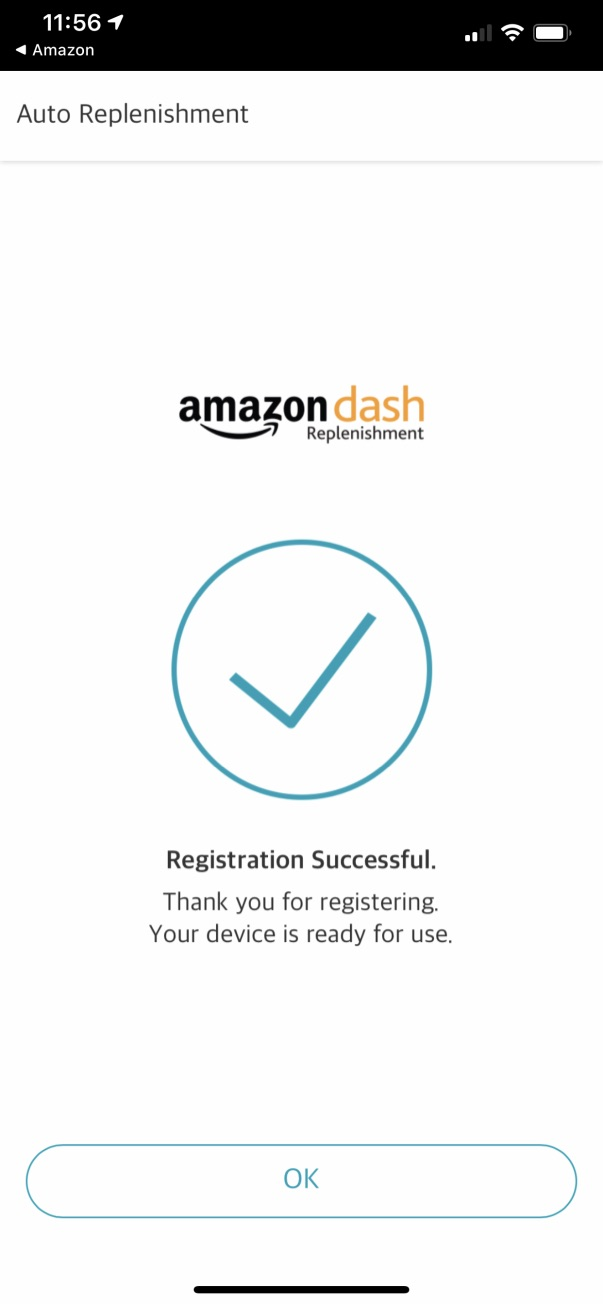 11:56
◀ Amazon
Auto Replenishment
amazon dash
Replenishment
Registration Successful.
Thank you for registering.
Your device is ready for use.
OK